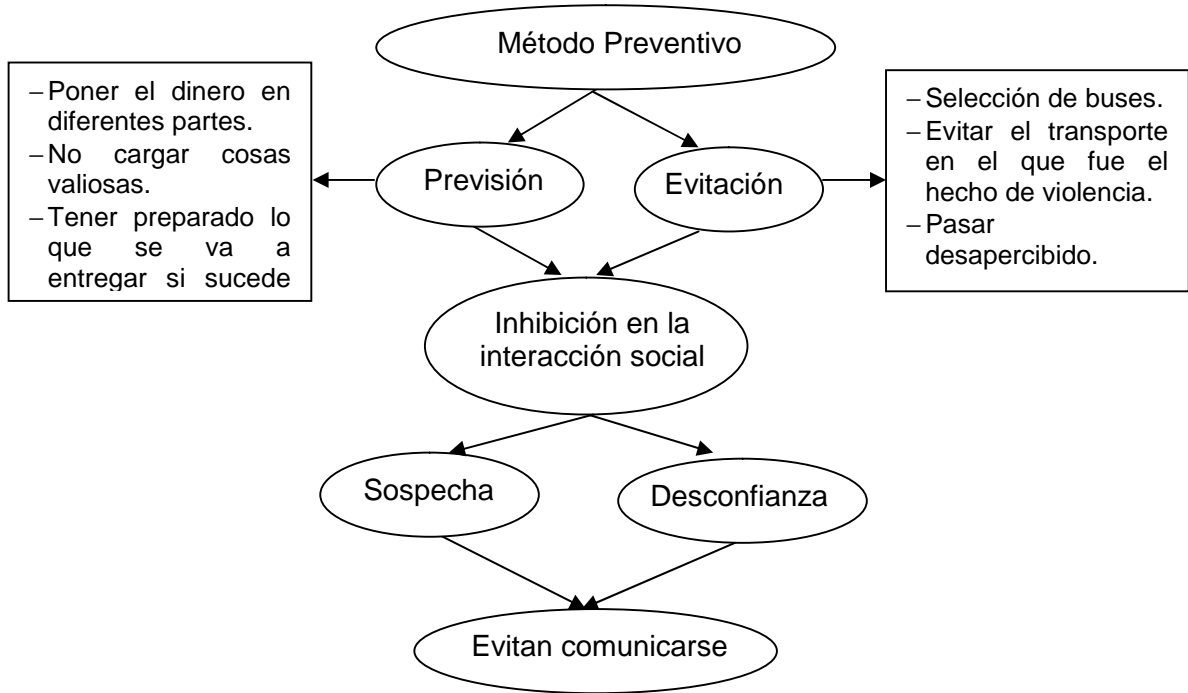 Método Preventivo
– Poner el dinero en
diferentes partes.
– No cargar cosas
valiosas.
– Tener preparado lo
que se va a
entregar si sucede
Previsión
Evitación
– Selección de buses.
– Evitar el transporte
en el que fue el
hecho de violencia.
– Pasar
desapercibido.
Inhibición en la
interacción social
Sospecha
Desconfianza
Evitan comunicarse